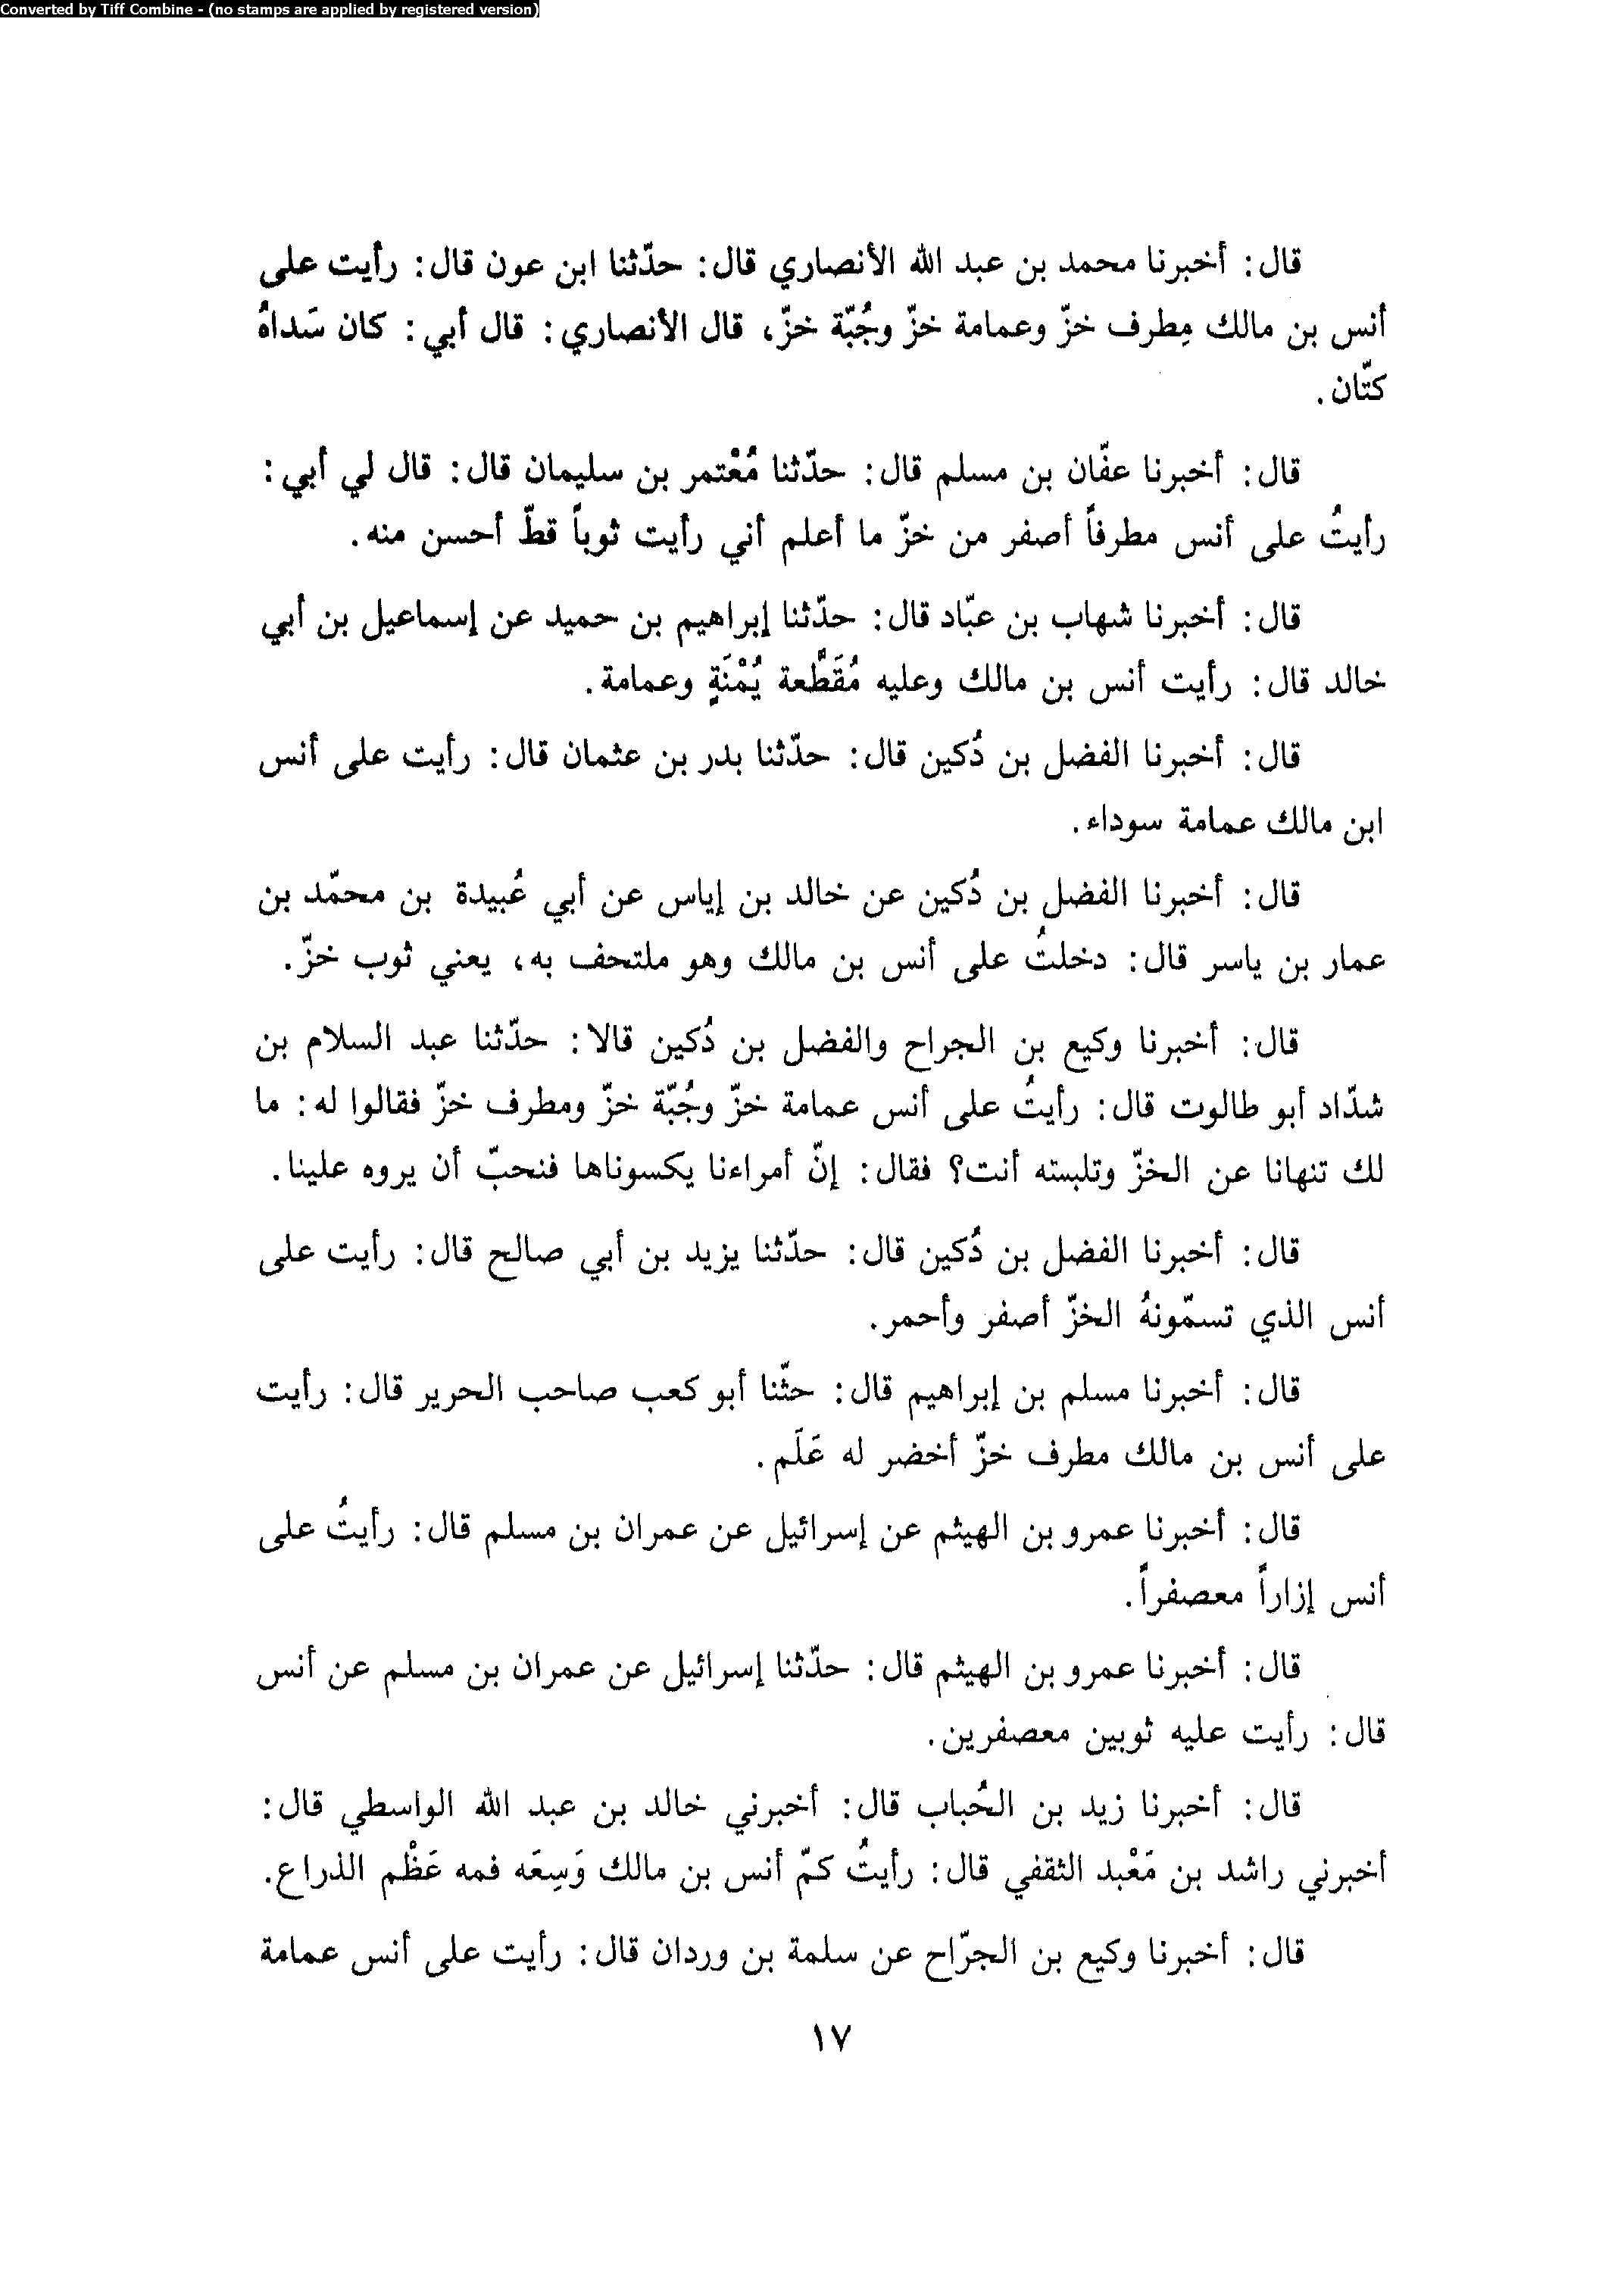 Converted by Tiff Combine - (no stamps are applied by registered version)
قال: أخبرنا محمد بن عبد الله الأنصاري قال: حدّثنا ابن عون قال: رأيت على
أنس بن مالك مِطرف خزّ وعمامة خزّ وجُبّة خزّ، قال الأنصاري: قال أبي: كان سَداهُ
كتّان.
قال: أخبرنا عفّان بن مسلم قال: حدّثنا مُعْتمر بن سليمان قال: قال لي أبي:
رأيتُ على أنس مطرفاً أصفر من خزّ ما أعلم أني رأيت ثوباً قطّ أحسن منه.
قال: أخبرنا شهاب بن عبّاد قال: حدّثنا إبراهيم بن حميد عن إسماعيل بن أبي
خالد قال: رأيت أنس بن مالك وعليه مُقَطَّعة يُمْنَةٍ وعمامة.
قال: أخبرنا الفضل بن دُكين قال: حدّثنا بدر بن عثمان قال: رأيت على أنس
ابن مالك عمامة سوداء.
قال: أخبرنا الفضل بن دُكين عن خالد بن إياس عن أبي عُبيدة بن محمّد بن
عمار بن ياسر قال: دخلتُ على أنس بن مالك وهو ملتحف به، يعني ثوب خزّ.
قال: أخبرنا وكيع بن الجراح والفضل بن دُكين قالا: حدّثنا عبد السلام بن
شدّاد أبو طالوت قال: رأيتُ على أنس عمامة خزّ وجُبّة خزّ ومطرف خزّ فقالوا له: ما
لك تنهانا عن الخزّ وتلبسته أنت؟ فقال: إنّ أمراءنا يكسوناها فنحبّ أن يروه علينا.
قال: أخبرنا الفضل بن دُكين قال: حدّثنا يزيد بن أبي صالح قال: رأيت على
أنس الذي تسمّونهُ الخزّ أصفر وأحمر.
قال: أخبرنا مسلم بن إبراهيم قال: حثّنا أبو كعب صاحب الحرير قال: رأيت
على أنس بن مالك مطرف خزّ أخضر له عَلَم.
قال: أخبرنا عمرو بن الهيثم عن إسرائيل عن عمران بن مسلم قال: رأيتُ على
أنس إزاراً معصفراً.
قال: أخبرنا عمرو بن الهيثم قال: حدّثنا إسرائيل عن عمران بن مسلم عن أنس
قال: رأيت عليه ثوبين معصفرين.
قال: أخبرنا زيد بن الحُباب قال: أخبرني خالد بن عبد الله الواسطي قال:
أخبرني راشد بن مَعْبد الثقفي قال: رأيتُ كمّ أنس بن مالك وَسِعَه فمه عَظْم الذراع.
قال: أخبرنا وكيع بن الجرّاح عن سلمة بن وردان قال: رأيت على أنس عمامة
١٧